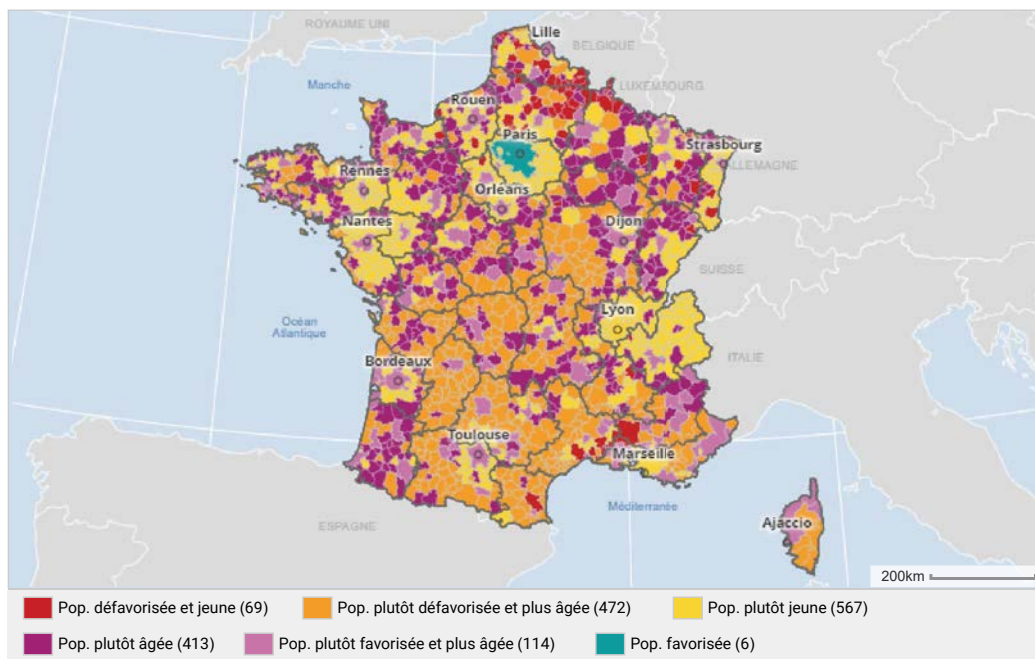 ROYAUME UNI
Lille
BELGIQUE
Manche
LUXEMBOURG
Rouen
Paris
Strasbourg
ALLEMAGNE
Rennes
Orléans
Nantes
Dijon
SUISSE
Lyon
Océan
Atlantique
ITALIE
Bordeaux
Toulouse
Marseille
Méditerranée
ESPAGNE
Ajaccio
200km
Pop. défavorisée et jeune (69) Pop. plutôt défavorisée et plus âgée (472) Pop. plutôt jeune (567)
Pop. plutôt âgée (413) Pop. plutôt favorisée et plus âgée (114) Pop. favorisée (6)